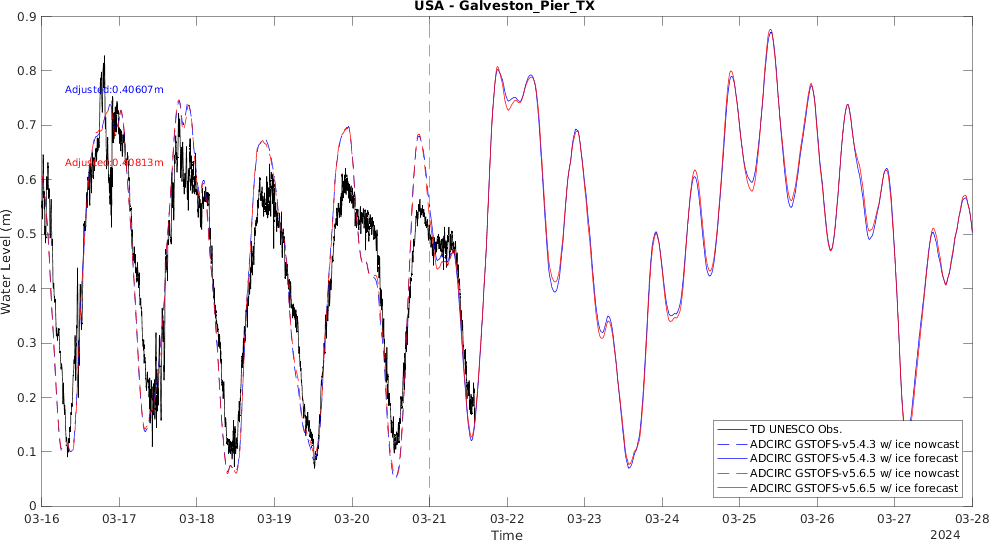 USA - Galveston_Pier_TX
0.9
0.8
0.7
0.6
0.5
0.4
0.3
0.2
0.1
0
Water Level (m)
Adjusted:0.40607m
Adjusted:0.40813m
TD UNESCO Obs.
ADCIRC GSTOFS-v5.4.3 w/ ice nowcast
ADCIRC GSTOFS-v5.4.3 w/ ice forecast
ADCIRC GSTOFS-v5.6.5 w/ ice nowcast
ADCIRC GSTOFS-v5.6.5 w/ ice forecast
03-16 03-17 03-18 03-19 03-20 03-21 03-22 03-23 03-24 03-25 03-26 03-27 03-28
Time
2024